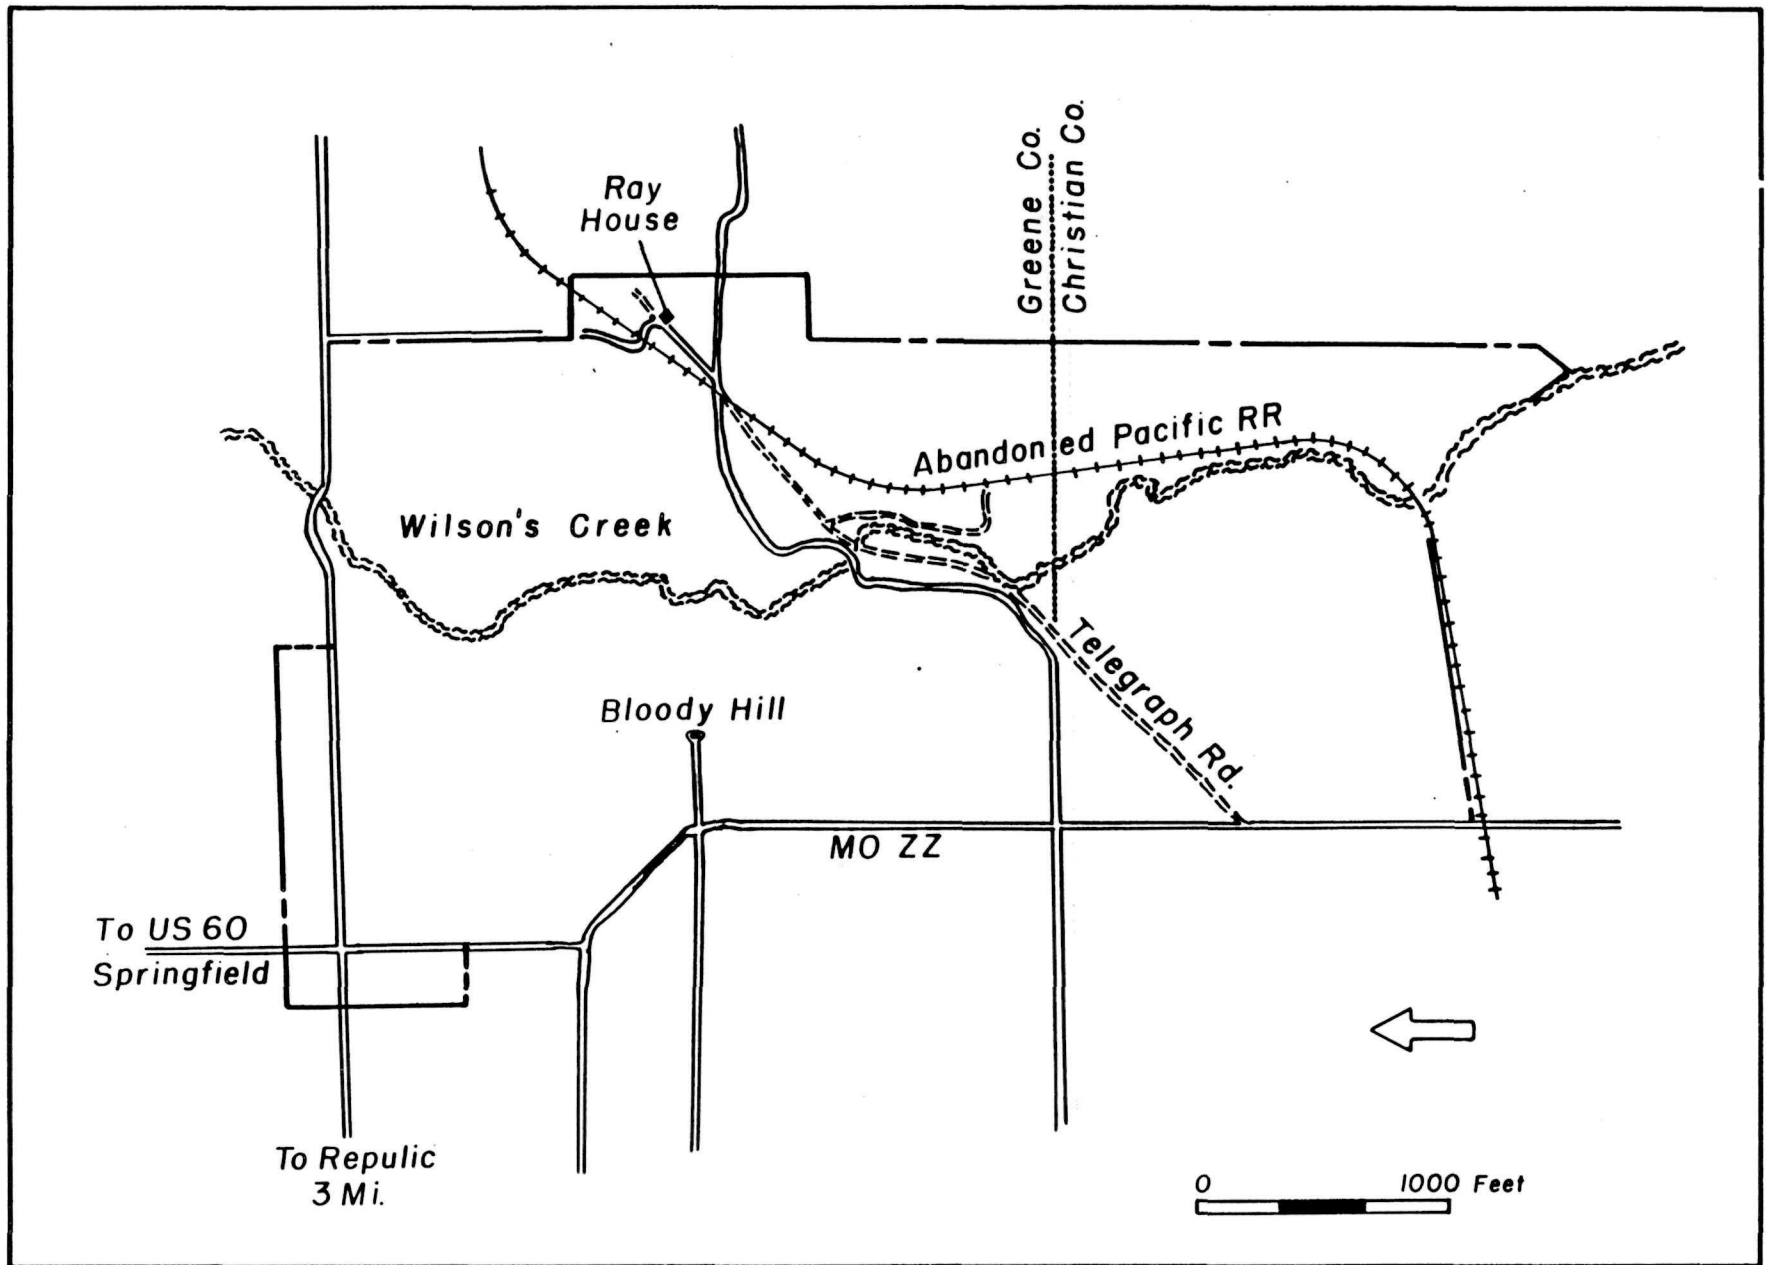 Ray
House
Greene Co.
Christian Co.
Abandonied Pacific RR
Wilson's Creek
Telegraph Rd.
Bloody Hill
MO ZZ
To US 60
Springfield
To Repulic
3 Mi.
0 1000 Feet